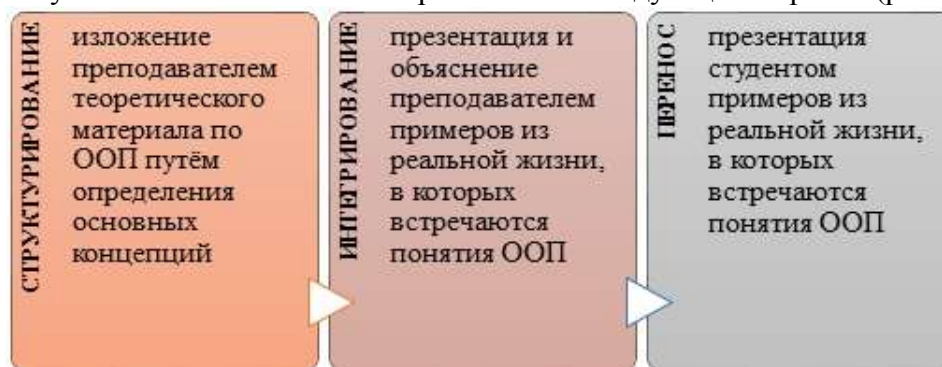 СТРУКТУРИРОВАНИЕ
изложение
преподавателем
теоретического
материала по
ООП путём
определения
основных
концепций
ИНТЕГРИРОВАНИЕ
презентация и
объяснение
преподавателем
примеров из
реальной жизни,
в которых
встречаются
понятия ООП
ПЕРЕНОС
презентация
студентом
примеров из
реальной жизни,
в которых
встречаются
понятия ООП